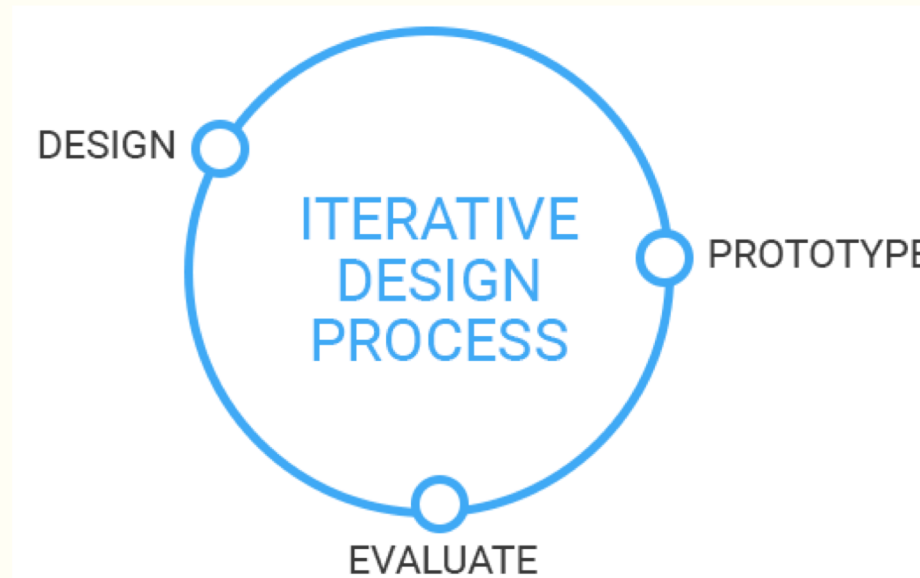 DESIGN
ITERATIVE
DESIGN
PROCESS
PROTOTYPE
EVALUATE